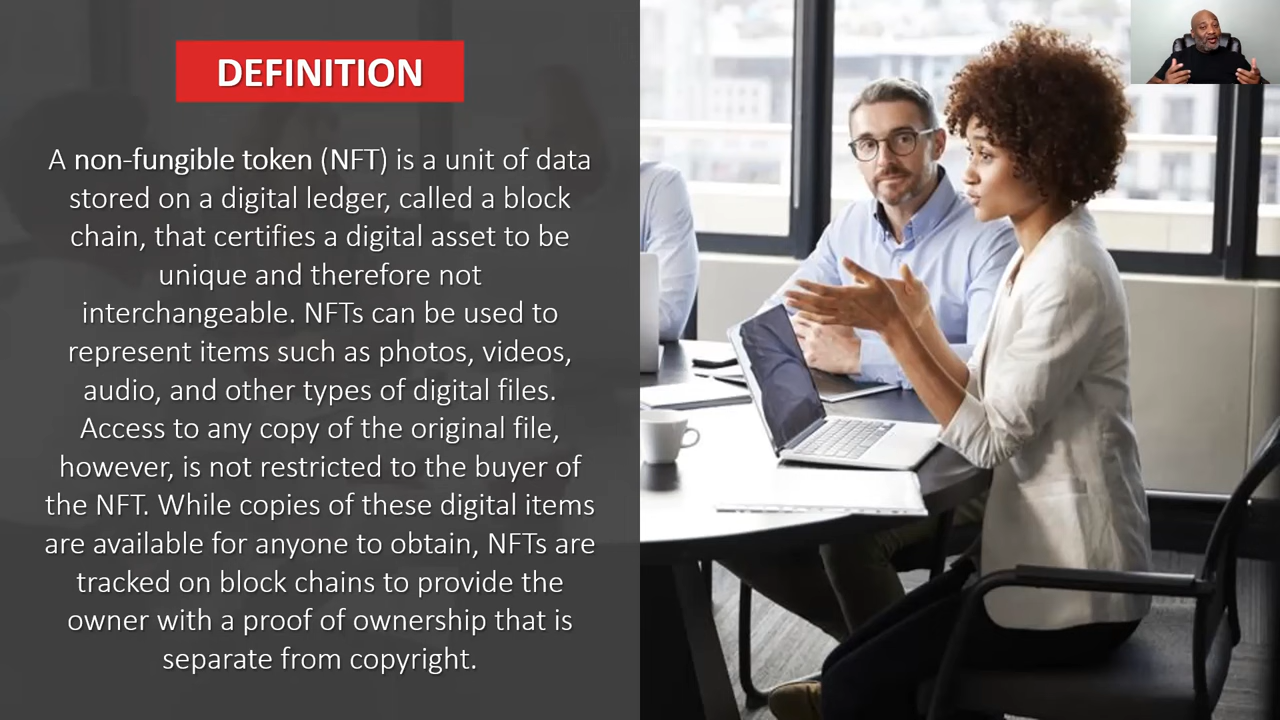 DEFINITION
A non-fungible token (NFT) is a unit of data
stored on a digital ledger, called a block
chain, that certifies a digital asset to be
unique and therefore not
interchangeable. NFTs can be used to
represent items such as photos, videos,
audio, and other types of digital files.
Access to any copy of the original file,
however, is not restricted to the buyer of
the NFT. While copies of these digital items
are available for anyone to obtain, NFTs are
tracked on block chains to provide the
owner with a proof of ownership that is
separate from copyright.